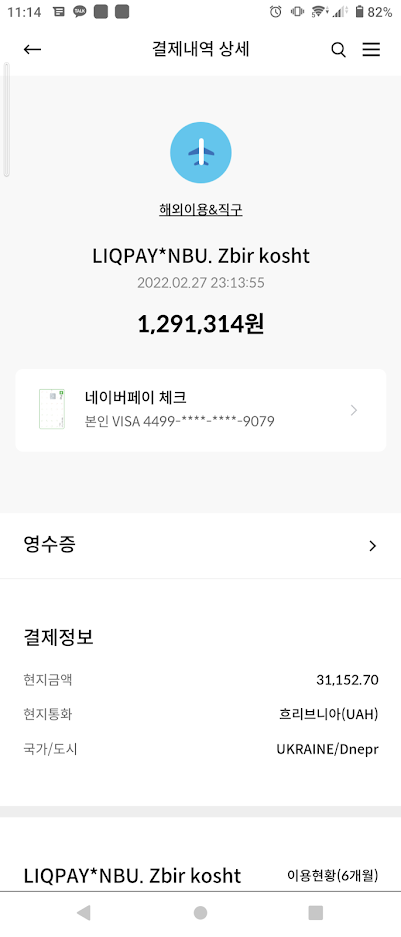 11:14 TALK 82%
결제내역 상세
해외이용&직구
LIQPAY*NBU. Zbir kosht
2022.02.27 23:13:55
1,291,314원
네이버페이 체크
본인 VISA 4499-****-****-9079
영수증
결제정보
현지금액 31,152.70
현지통화 흐리브니아(UAH)
국가/도시 UKRAINE/Dnepr
LIQPAY*NBU. Zbir kosht 이용현황(6개월)